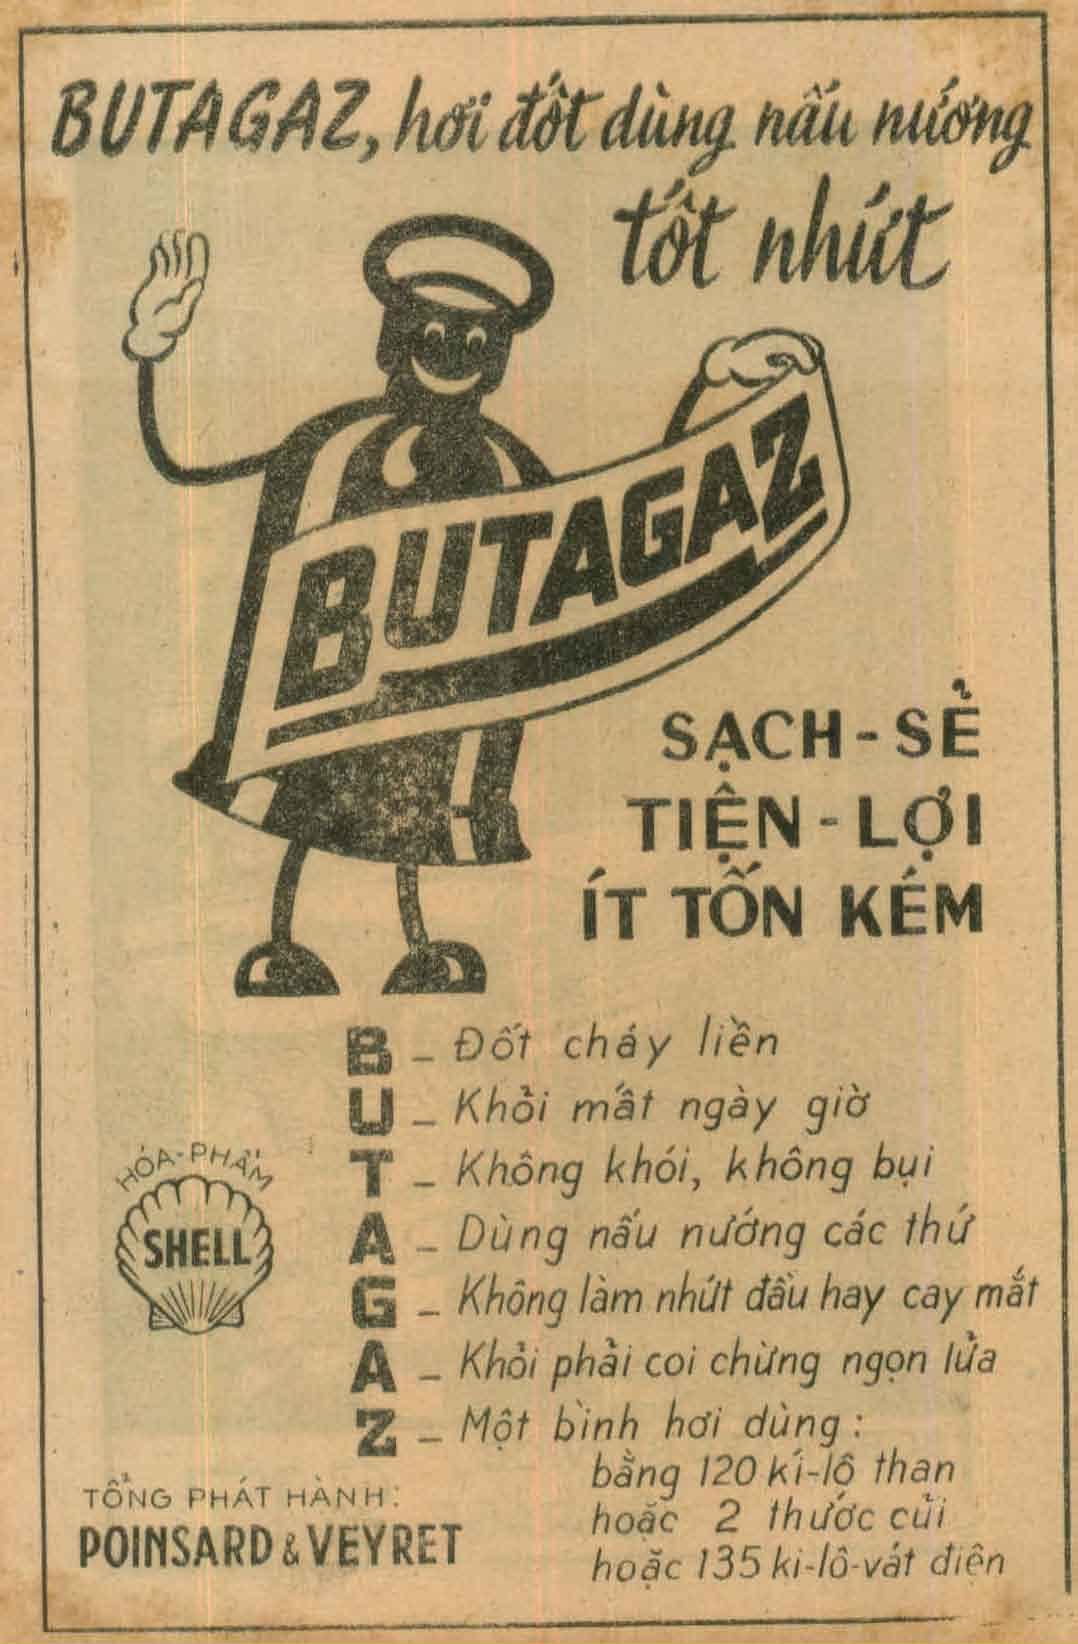 BUTAGAZ, hơi đốt dùng nấu nướng
tốt nhứt
BUTAGAZ
SẠCH-SẺ
TIỆN-LỢI
ÍT TỐN KÉM
B - Đốt cháy liền
U - Khỏi mất ngày giờ
T - Không khói, không bụi
A - Dùng nấu nướng các thứ
G - Không làm nhứt đầu hay cay mắt
A - Khỏi phải coi chừng ngọn lửa
Z - Một bình hơi dùng:
bằng 120 kí-lô than
hoặc 2 thước củi
hoặc 135 ki-lô-vát điện
HÓA-PHẨM
SHELL
TỔNG PHÁT HÀNH:
POINSARD & VEYRET